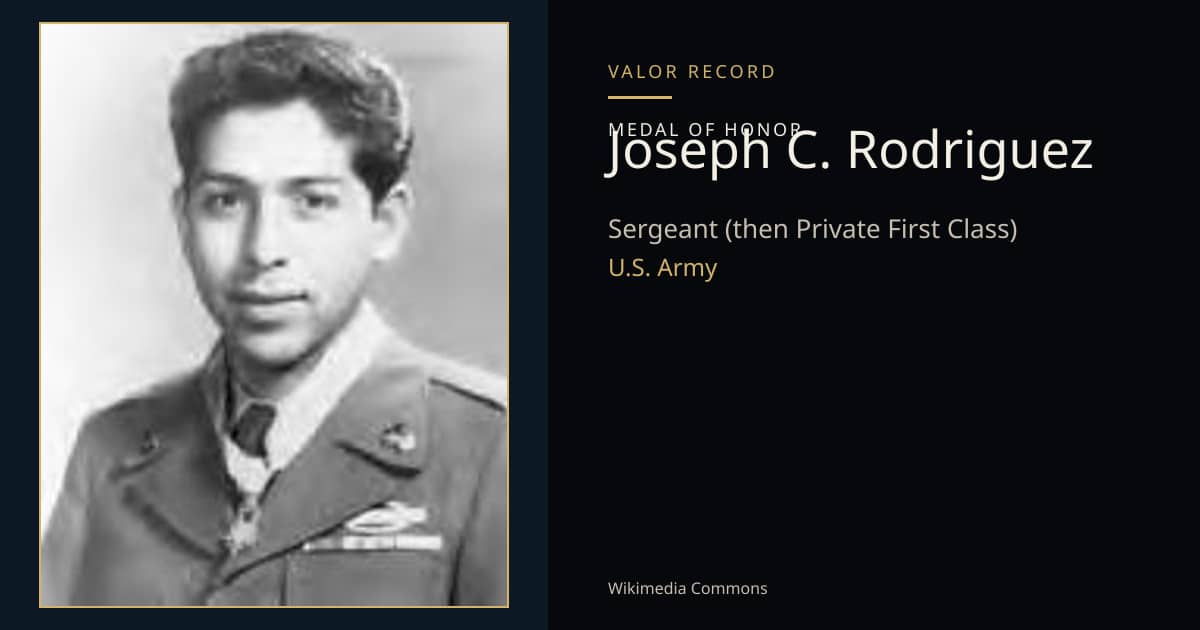 VALOR RECORD
MEDAL OF HONOR
Joseph C. Rodriguez
Sergeant (then Private First Class)
U.S. Army
Wikimedia Commons